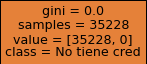 gini = 0.0
samples = 35228
value = [35228, 0]
class = No tiene cred